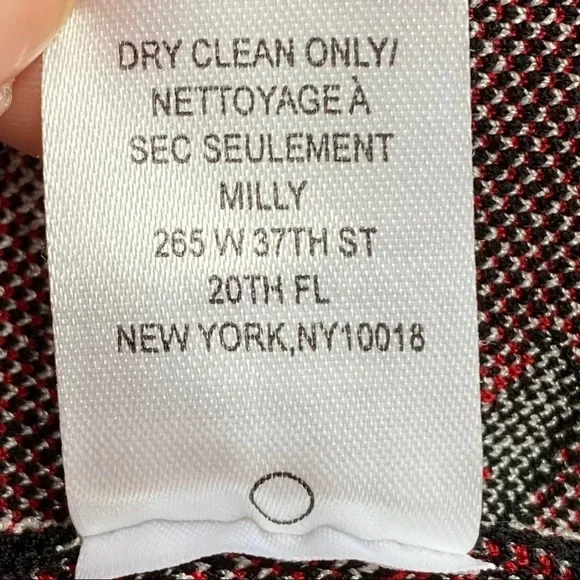 DRY CLEAN ONLY/
NETTOYAGE À
SEC SEULEMENT
MILLY
265 W 37TH ST
20TH FL
NEW YORK,NY10018